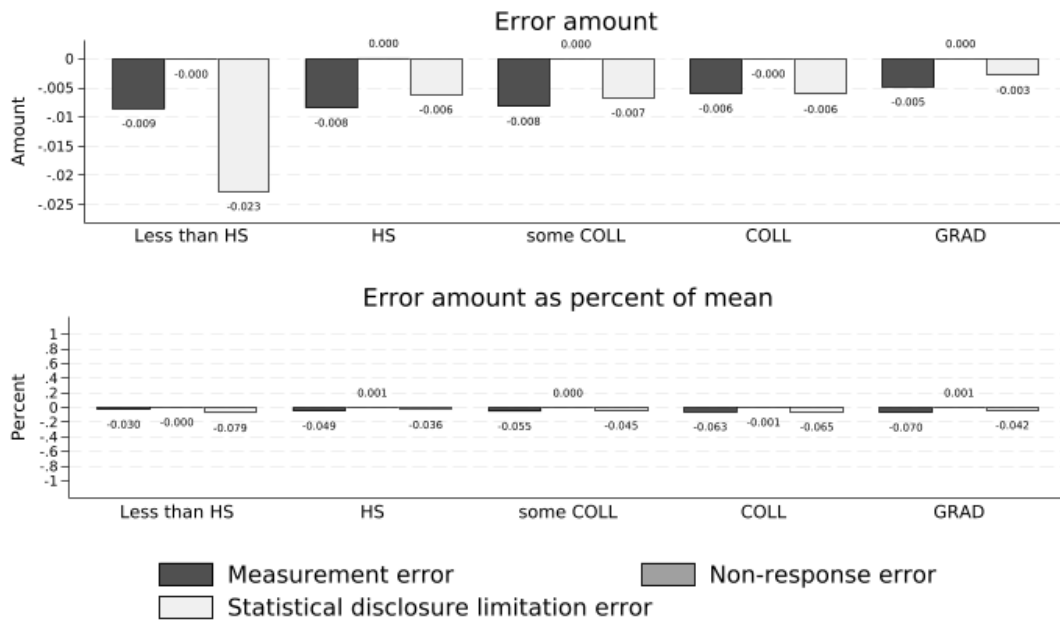 Error amount
0.000 0.000 0.000
0
-0.000 -0.000
-.005
-0.003
-0.005
-0.006 -0.006 -0.006
-0.007
-0.008 -0.008
-0.009
-.01
-.015
-.02
-0.023
-.025
Amount
Less than HS HS some COLL COLL GRAD
Error amount as percent of mean
1
.8
.6
.4
.2
0.001 0.000 0.001
0
-.2
-0.030 -0.000 -0.079 -0.049 -0.036 -0.055 -0.045 -0.063 -0.001 -0.065 -0.070 -0.042
-.4
-.6
-.8
-1
Percent
Less than HS HS some COLL COLL GRAD
Measurement error Non-response error
Statistical disclosure limitation error